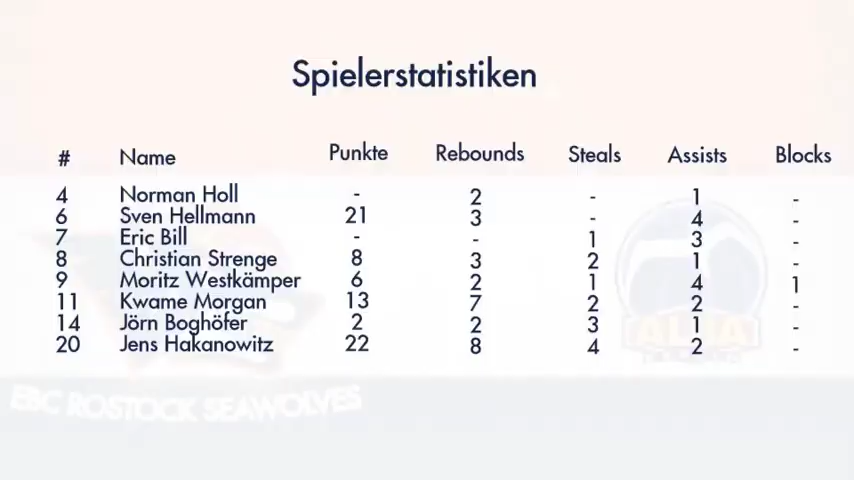 Spielerstatistiken
# Name Punkte Rebounds Steals Assists Blocks
4 Norman Holl - 2 - 1 -
6 Sven Hellmann 21 3 - 4 -
7 Eric Bill - - 1 3 -
8 Christian Strenge 8 3 2 1 -
9 Moritz Westkämper 6 2 1 4 1
11 Kwame Morgan 13 7 2 2 -
14 Jörn Boghöfer 2 2 3 1 -
20 Jens Hakanowitz 22 8 4 2 -
ALBA
EBC ROSTOCK SEAWOLVES